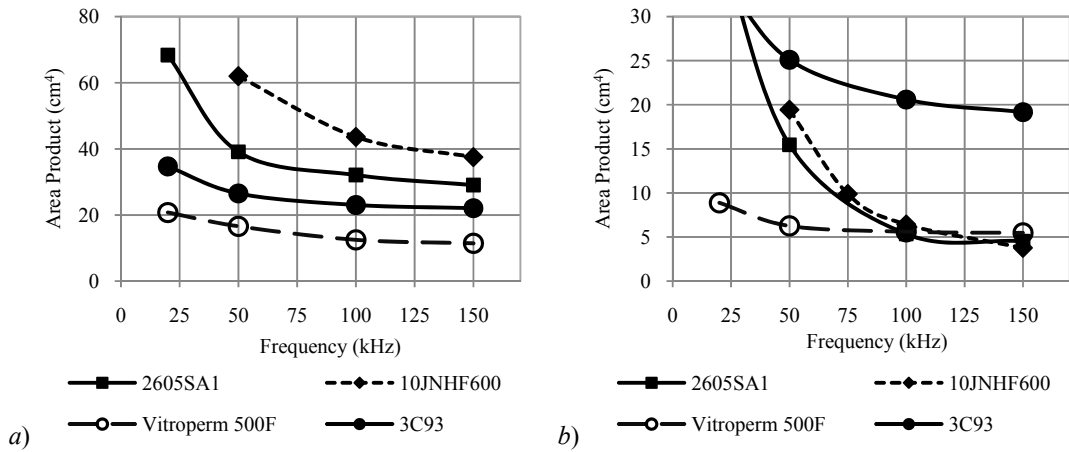 80
60
40
20
0
Area Product (cm⁴)
0 25 50 75 100 125 150
Frequency (kHz)
2605SA1 10JNHF600
Vitroperm 500F 3C93
a)
30
25
20
15
10
5
0
Area Product (cm⁴)
0 25 50 75 100 125 150
Frequency (kHz)
2605SA1 10JNHF600
Vitroperm 500F 3C93
b)